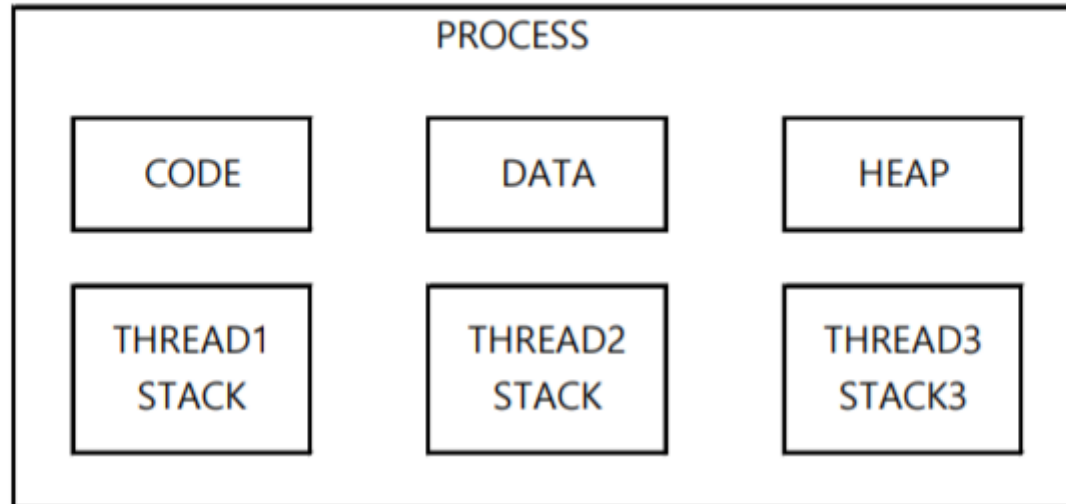 PROCESS
CODE
DATA
HEAP
THREAD1
STACK
THREAD2
STACK
THREAD3
STACK3